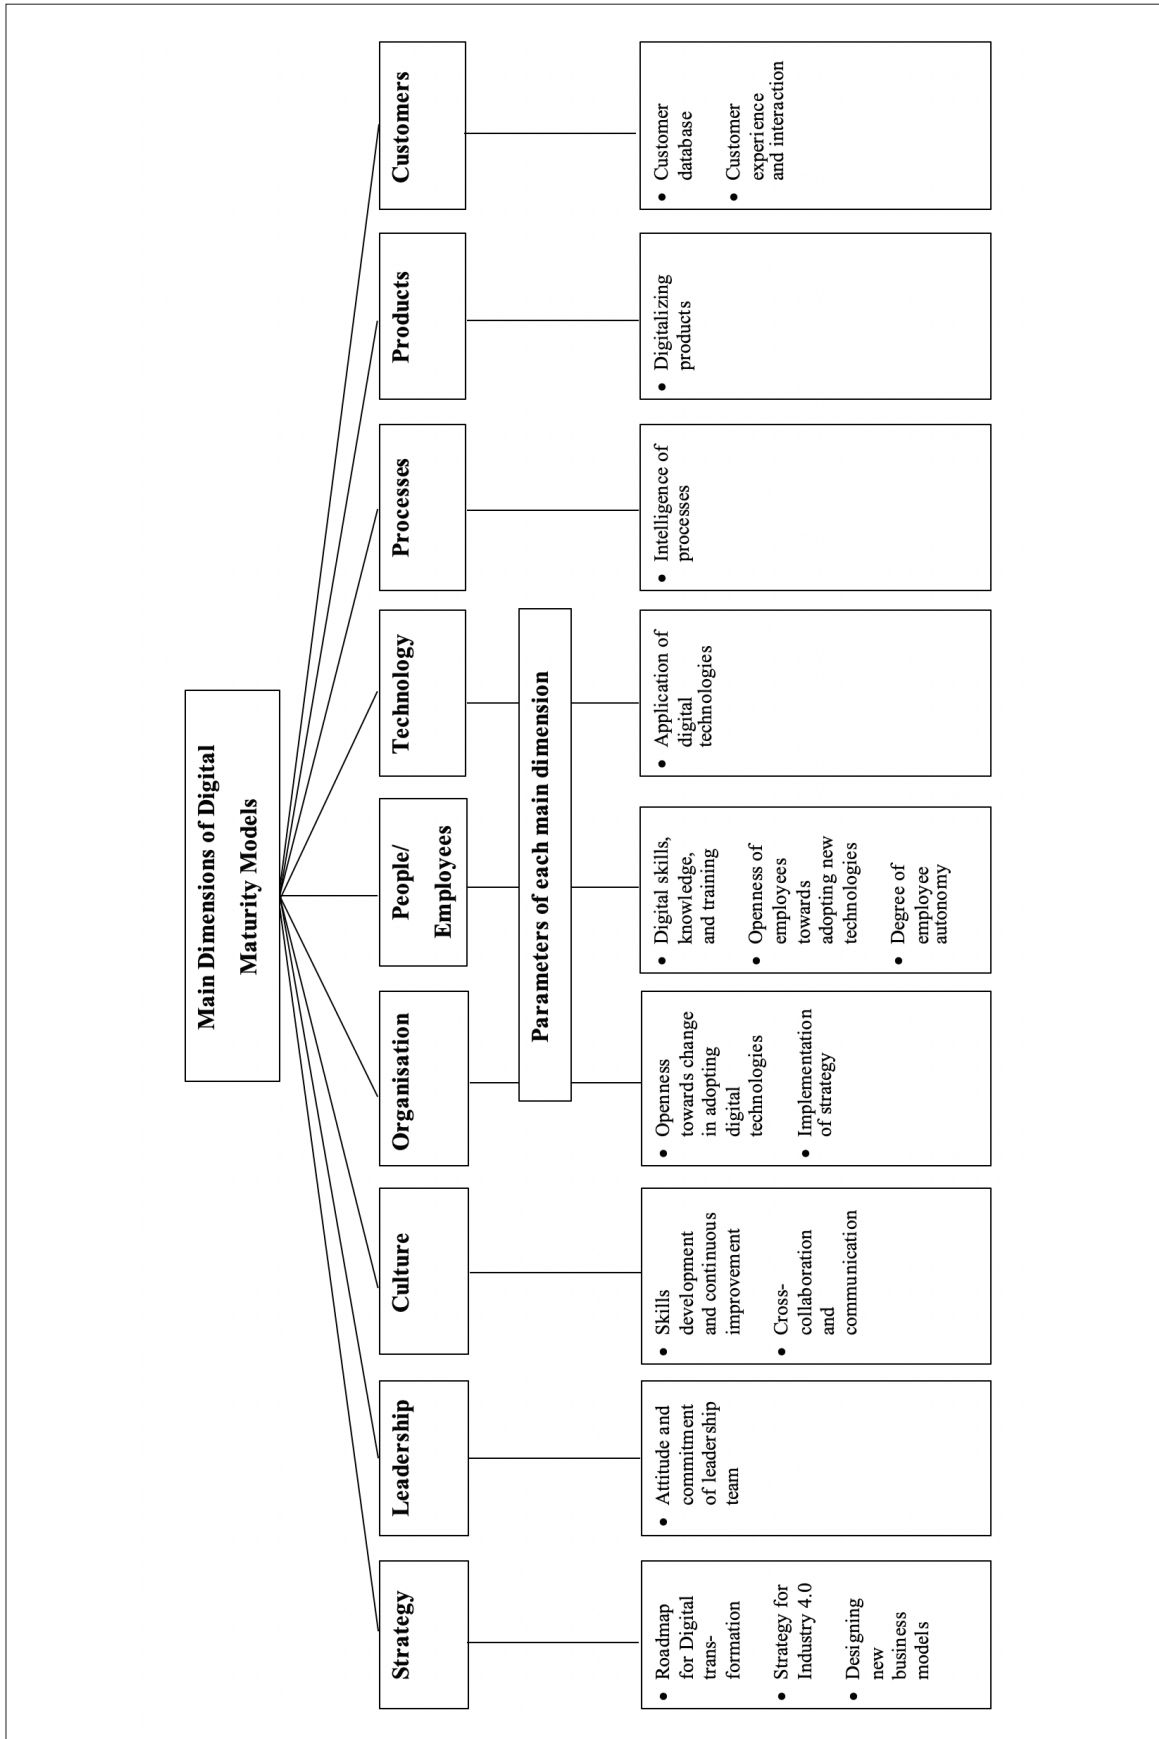 Main Dimensions of Digital
Maturity Models
Strategy
Leadership
Culture
Organisation
People/
Employees
Technology
Processes
Products
Customers
Parameters of each main dimension
• Roadmap
for Digital
trans-
formation
• Strategy for
Industry 4.0
• Designing
new
business
models
• Attitude and
commitment
of leadership
team
• Skills
development
and continuous
improvement
• Cross-
collaboration
and
communication
• Openness
towards change
in adopting
digital
technologies
• Implementation
of strategy
• Digital skills,
knowledge,
and training
• Openness of
employees
towards
adopting new
technologies
• Degree of
employee
autonomy
• Application of
digital
technologies
• Intelligence of
processes
• Digitalizing
products
• Customer
database
• Customer
experience
and interaction